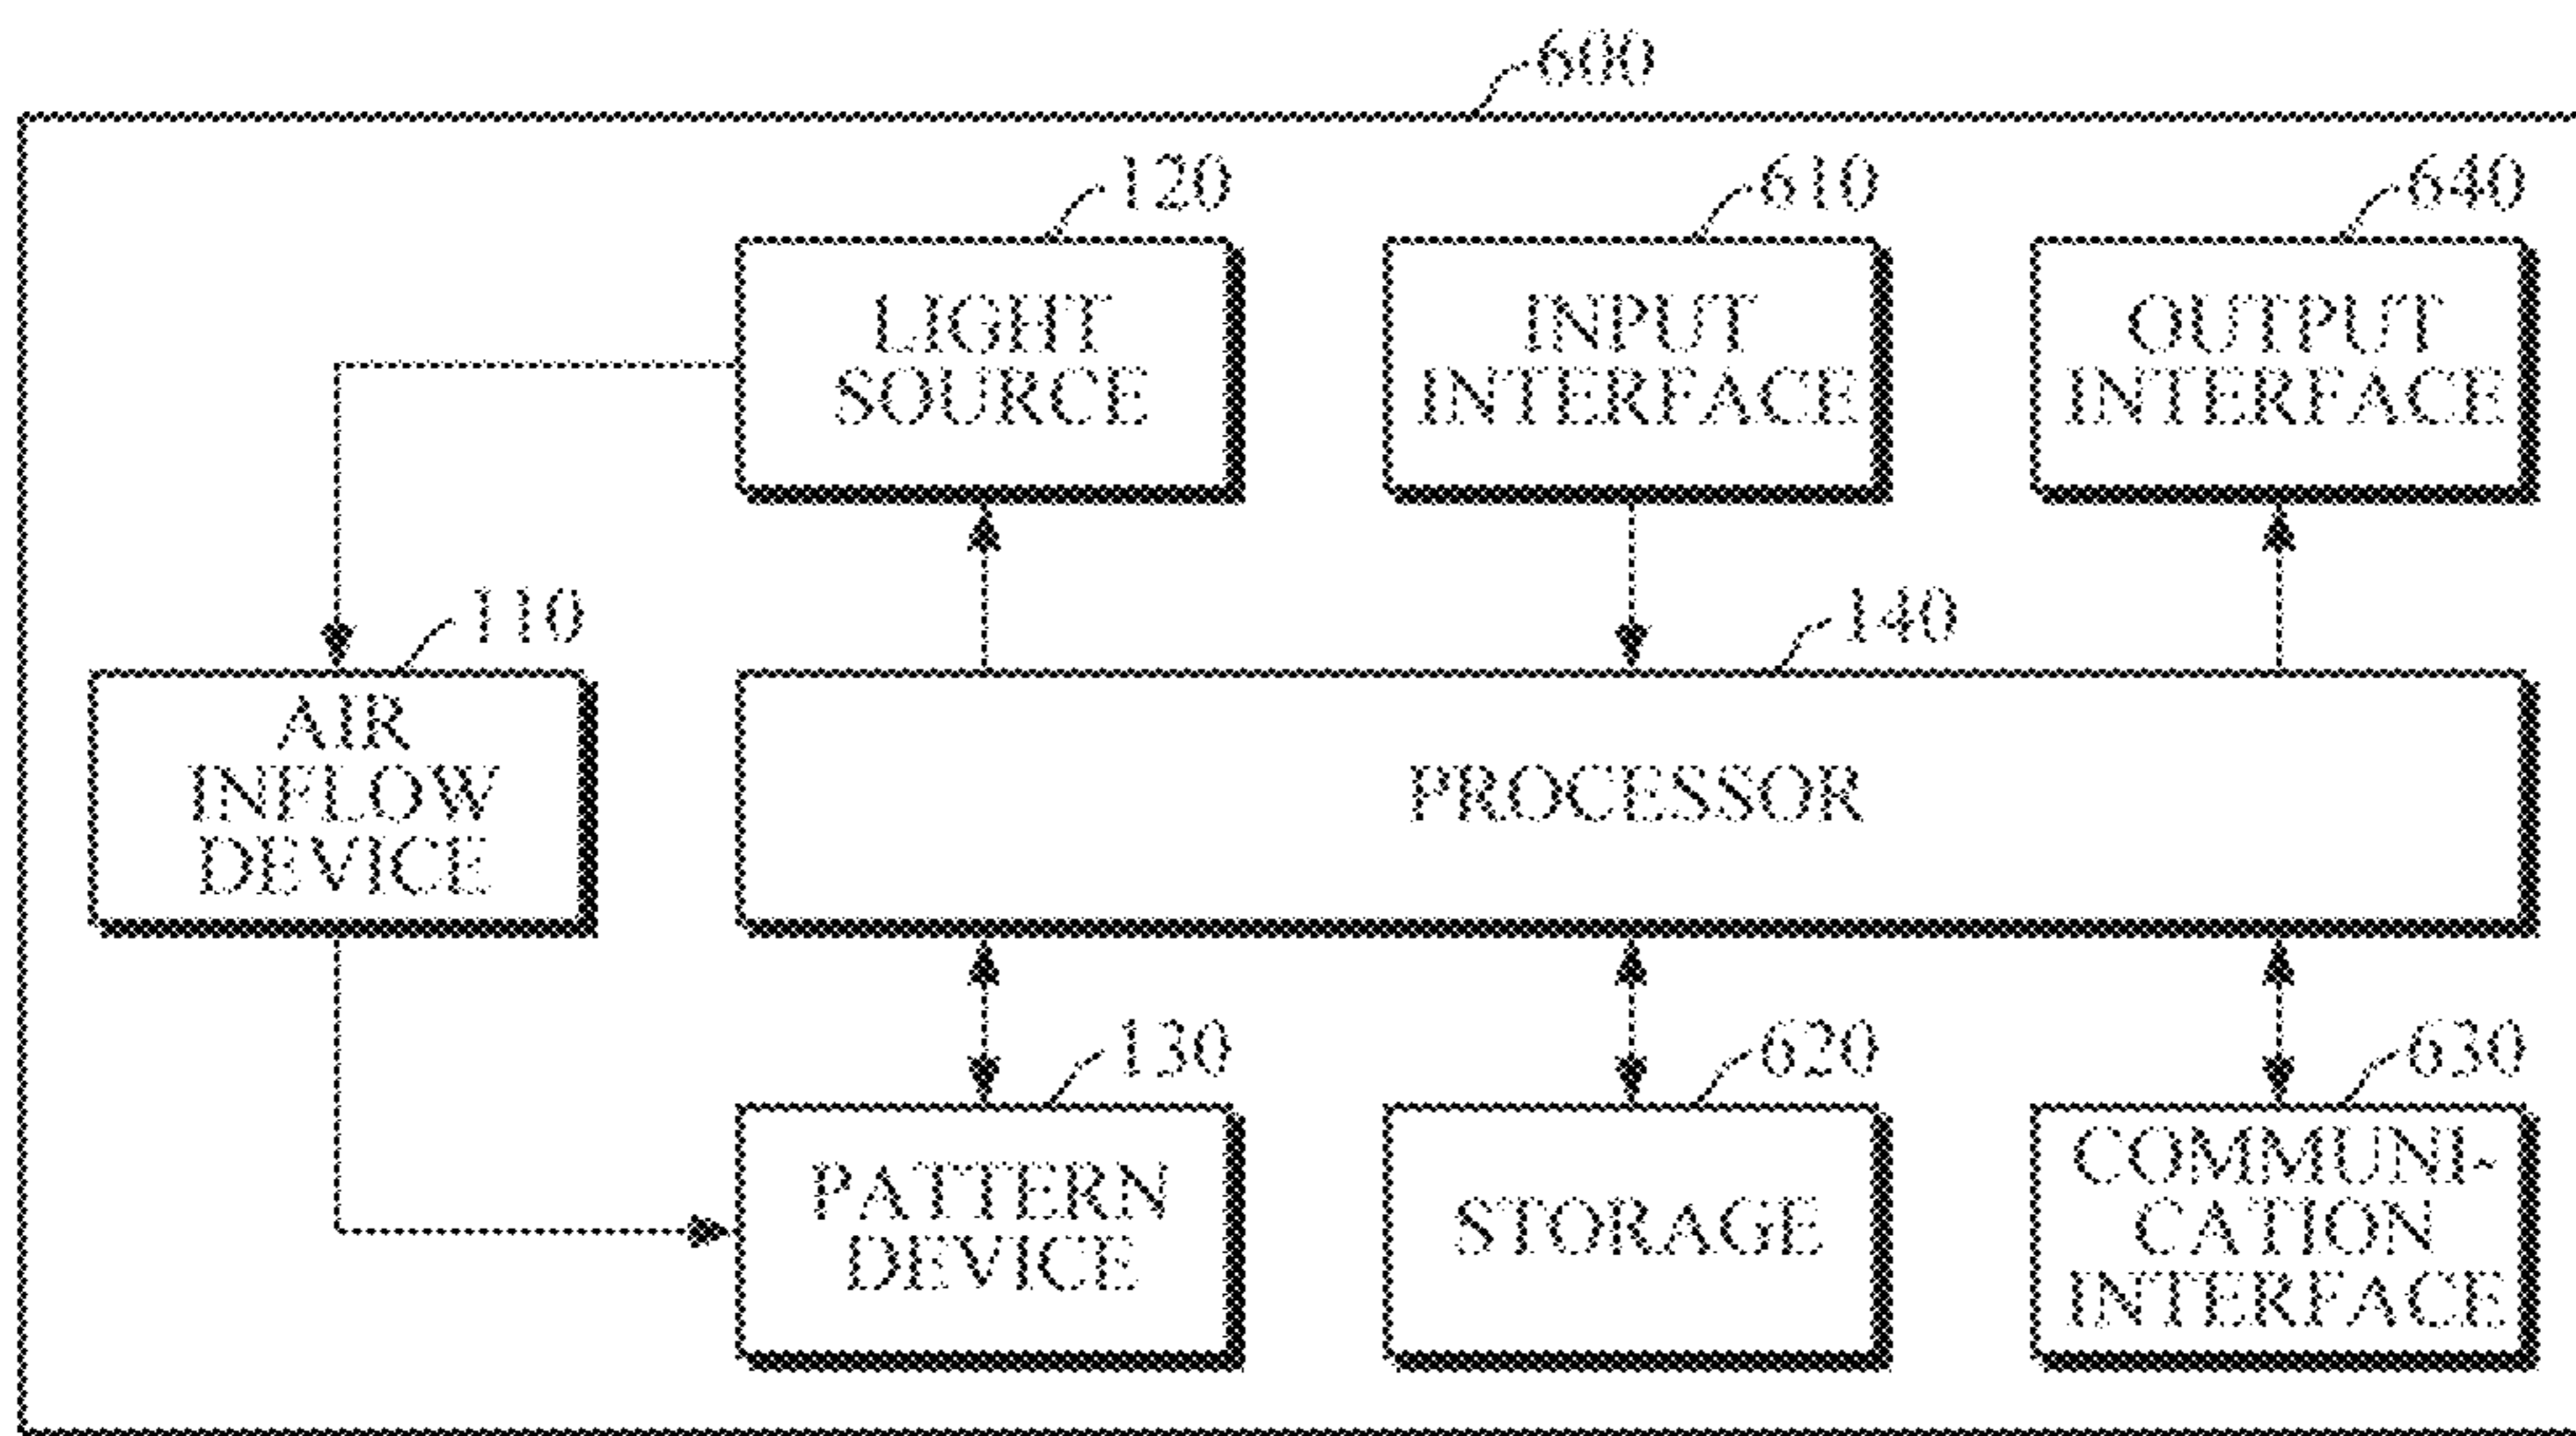 600
120
610
640
LIGHT
SOURCE
INPUT
INTERFACE
OUTPUT
INTERFACE
110
140
AIR
INFLOW
DEVICE
PROCESSOR
130
620
630
PATTERN
DEVICE
STORAGE
COMMUNI-
CATION
INTERFACE